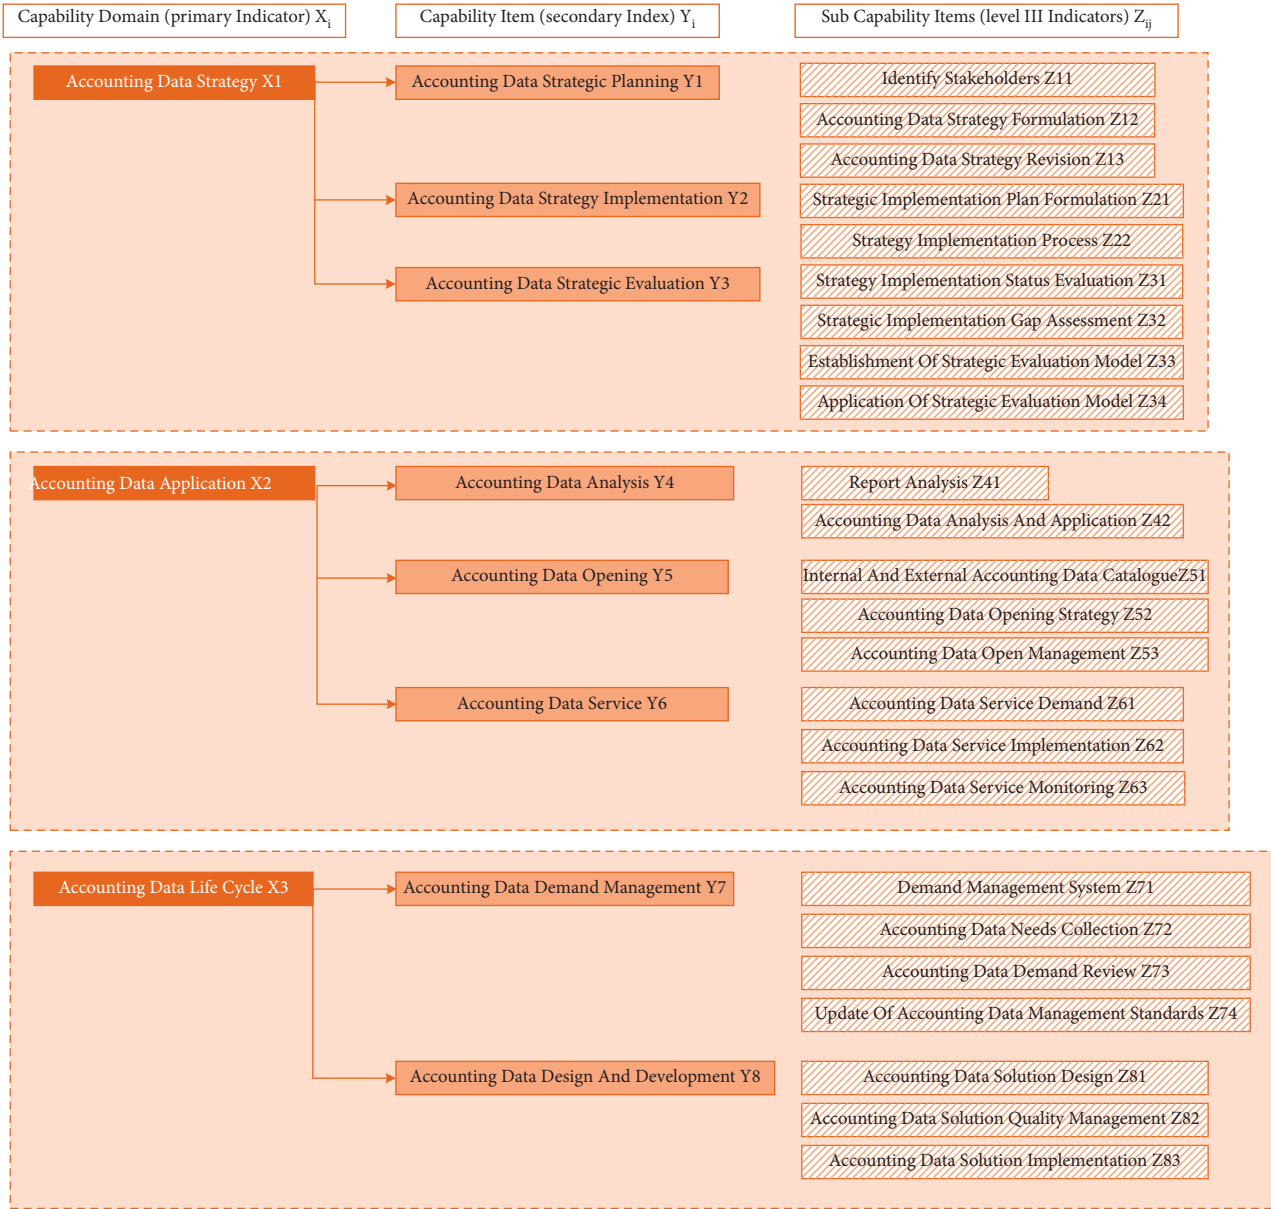 Capability Domain (primary Indicator) Xi
Capability Item (secondary Index) Yi
Sub Capability Items (level III Indicators) Zij
Accounting Data Strategy X1
Accounting Data Strategic Planning Y1
Identify Stakeholders Z11
Accounting Data Strategy Formulation Z12
Accounting Data Strategy Revision Z13
Accounting Data Strategy Implementation Y2
Strategic Implementation Plan Formulation Z21
Strategy Implementation Process Z22
Accounting Data Strategic Evaluation Y3
Strategy Implementation Status Evaluation Z31
Strategic Implementation Gap Assessment Z32
Establishment Of Strategic Evaluation Model Z33
Application Of Strategic Evaluation Model Z34
Accounting Data Application X2
Accounting Data Analysis Y4
Report Analysis Z41
Accounting Data Analysis And Application Z42
Accounting Data Opening Y5
Internal And External Accounting Data CatalogueZ51
Accounting Data Opening Strategy Z52
Accounting Data Open Management Z53
Accounting Data Service Y6
Accounting Data Service Demand Z61
Accounting Data Service Implementation Z62
Accounting Data Service Monitoring Z63
Accounting Data Life Cycle X3
Accounting Data Demand Management Y7
Demand Management System Z71
Accounting Data Needs Collection Z72
Accounting Data Demand Review Z73
Update Of Accounting Data Management Standards Z74
Accounting Data Design And Development Y8
Accounting Data Solution Design Z81
Accounting Data Solution Quality Management Z82
Accounting Data Solution Implementation Z83